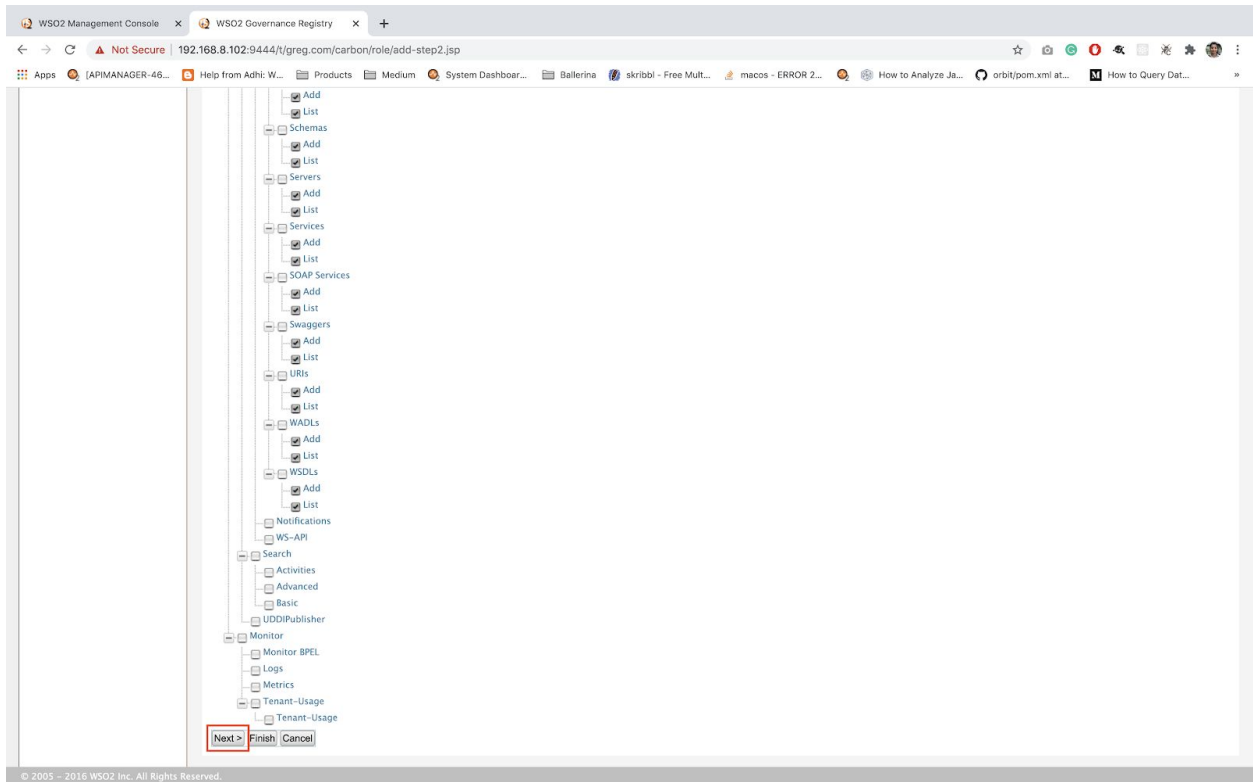 WSO2 Management Console
WSO2 Governance Registry
Not Secure
192.168.8.102:9444/t/greg.com/carbon/role/add-step2.jsp
Apps
[APIMANAGER-46...
Help from Adhi: W...
Products
Medium
System Dashboar...
Ballerina
skribbl - Free Mult...
macos - ERROR 2...
How to Analyze Ja...
orbit/pom.xml at...
How to Query Dat...
»
Add
List
Schemas
Add
List
Servers
Add
List
Services
Add
List
SOAP Services
Add
List
Swaggers
Add
List
URIs
Add
List
WADLs
Add
List
WSDLs
Add
List
Notifications
WS-API
Search
Activities
Advanced
Basic
UDDIPublisher
Monitor
Monitor BPEL
Logs
Metrics
Tenant-Usage
Tenant-Usage
Next > Finish Cancel
© 2005 - 2016 WSO2 Inc. All Rights Reserved.